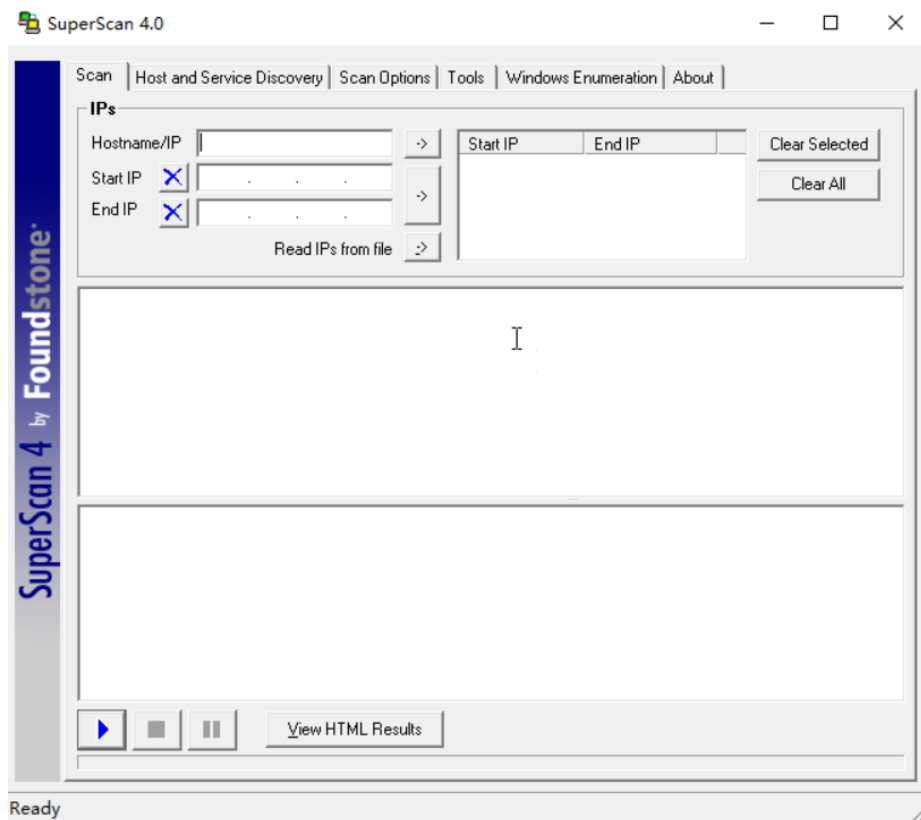 SuperScan 4.0
Scan Host and Service Discovery Scan Options Tools Windows Enumeration About
IPs
Hostname/IP -> Start IP End IP Clear Selected
Start IP . . . -> Clear All
End IP . . .
Read IPs from file ->
SuperScan 4 by Foundstone
View HTML Results
Ready